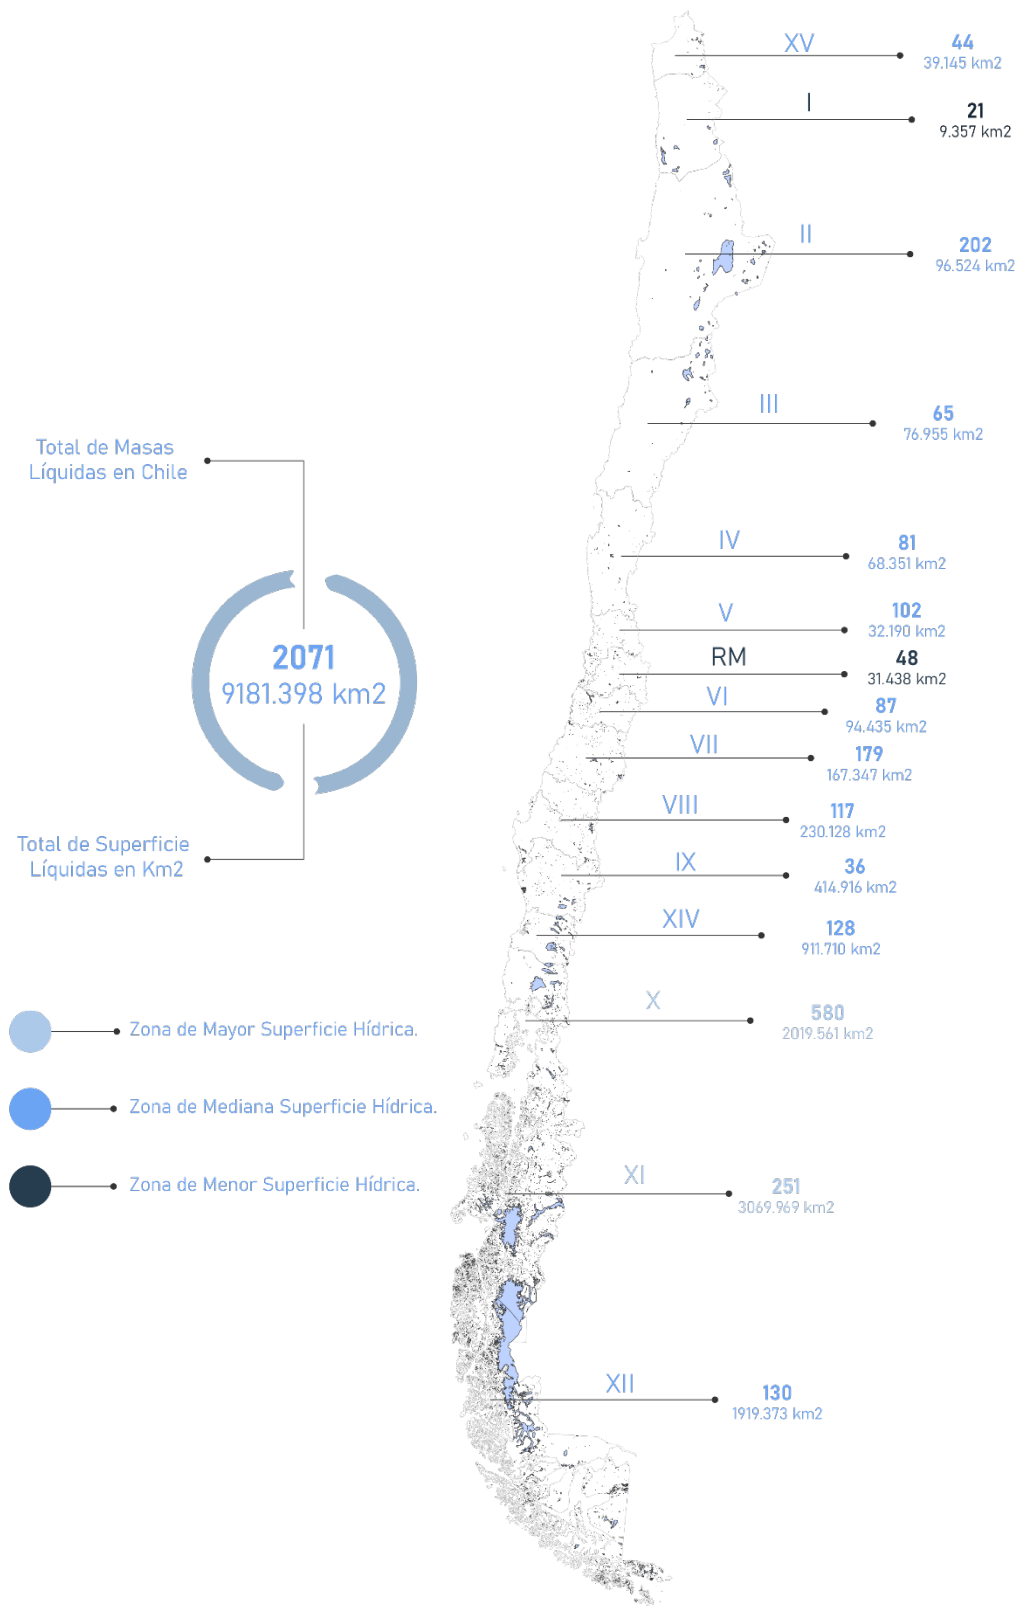 XV
44
39.145 km2
I
21
9.357 km2
II
202
96.524 km2
III
65
76.955 km2
Total de Masas
Líquidas en Chile
IV
81
68.351 km2
2071
9181.398 km2
V
102
32.190 km2
RM
48
31.438 km2
VI
87
94.435 km2
VII
179
167.347 km2
VIII
117
230.128 km2
Total de Superficie
Líquidas en Km2
IX
36
414.916 km2
XIV
128
911.710 km2
X
580
2019.561 km2
Zona de Mayor Superficie Hídrica.
Zona de Mediana Superficie Hídrica.
Zona de Menor Superficie Hídrica.
XI
251
3069.969 km2
XII
130
1919.373 km2